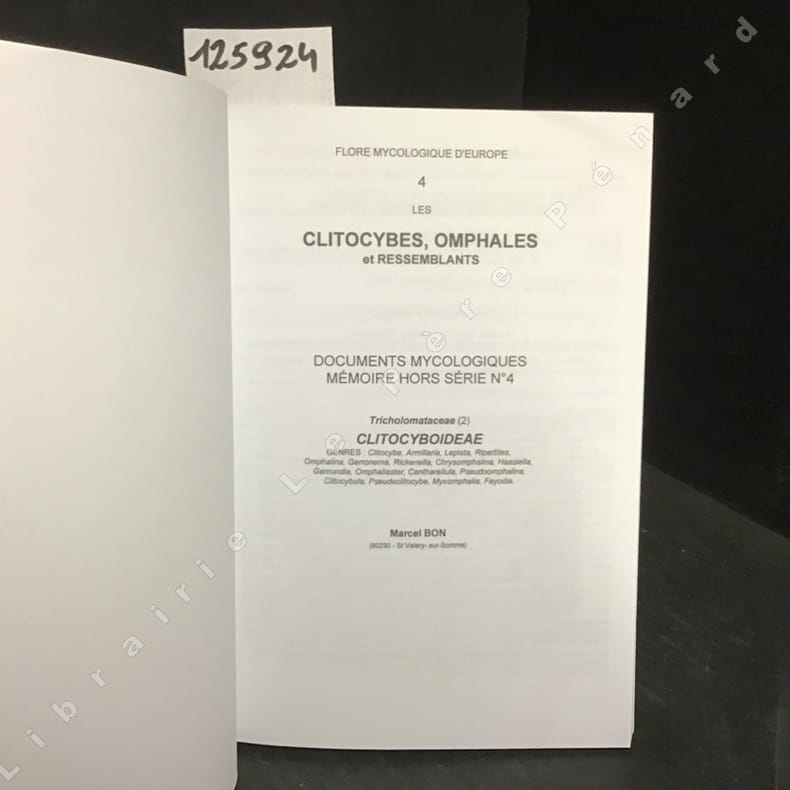 125924
FLORE MYCOLOGIQUE D'EUROPE
4
LES
CLITOCYBES, OMPHALES
et RESSEMBLANTS
DOCUMENTS MYCOLOGIQUES
MÉMOIRE HORS SÉRIE N°4
Tricholomataceae (2)
CLITOCYBOIDEAE
GENRES : Clitocybe, Armillaria, Lepista, Ripartites,
Omphalina, Gerronema, Rickenella, Chrysomphalina, Haasiella,
Gamundia, Omphaliaster, Cantharellula, Pseudoomphalina,
Clitocybula, Pseudoclitocybe, Myxomphalia, Fayodia.
Marcel BON
(80230 - St Valery- sur-Somme)
Librairie Le Père Pénard